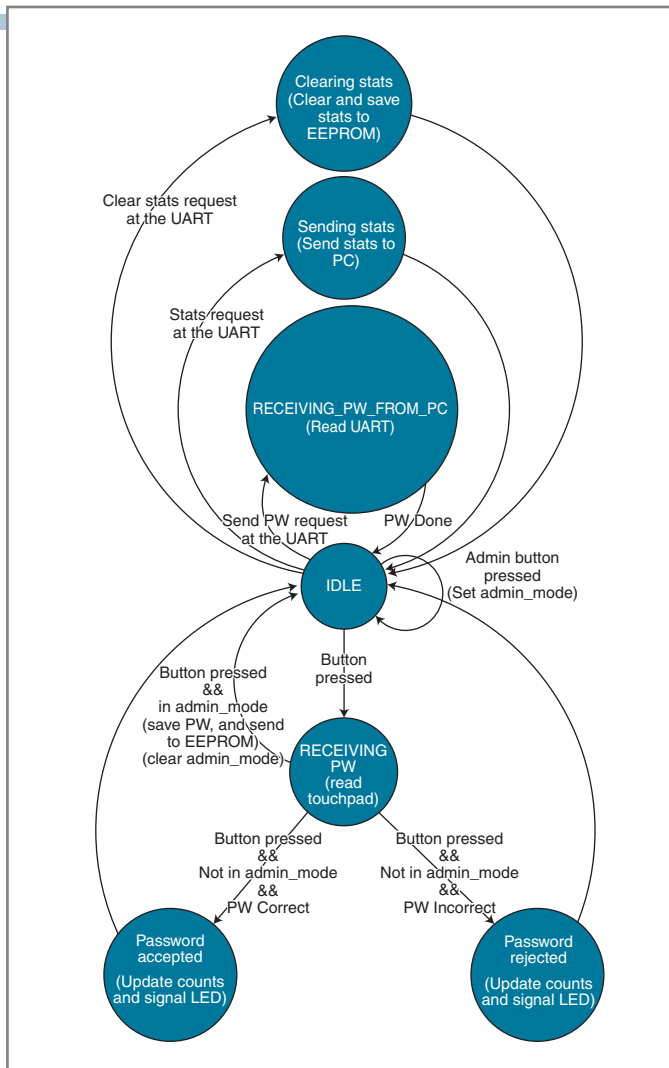 Clearing stats
(Clear and save
stats to
EEPROM)
Clear stats request
at the UART
Sending stats
(Send stats to
PC)
Stats request
at the UART
RECEIVING_PW_FROM_PC
(Read UART)
Send PW request
at the UART
PW Done
IDLE
Admin button
pressed
(Set admin_mode)
Button
pressed
Button pressed
&&
in admin_mode
(save PW, and send
to EEPROM)
(clear admin_mode)
RECEIVING
PW
(read
touchpad)
Button pressed
&&
Not in admin_mode
&&
PW Correct
Button pressed
&&
Not in admin_mode
&&
PW Incorrect
Password
accepted
(Update counts
and signal LED)
Password
rejected
(Update counts
and signal LED)